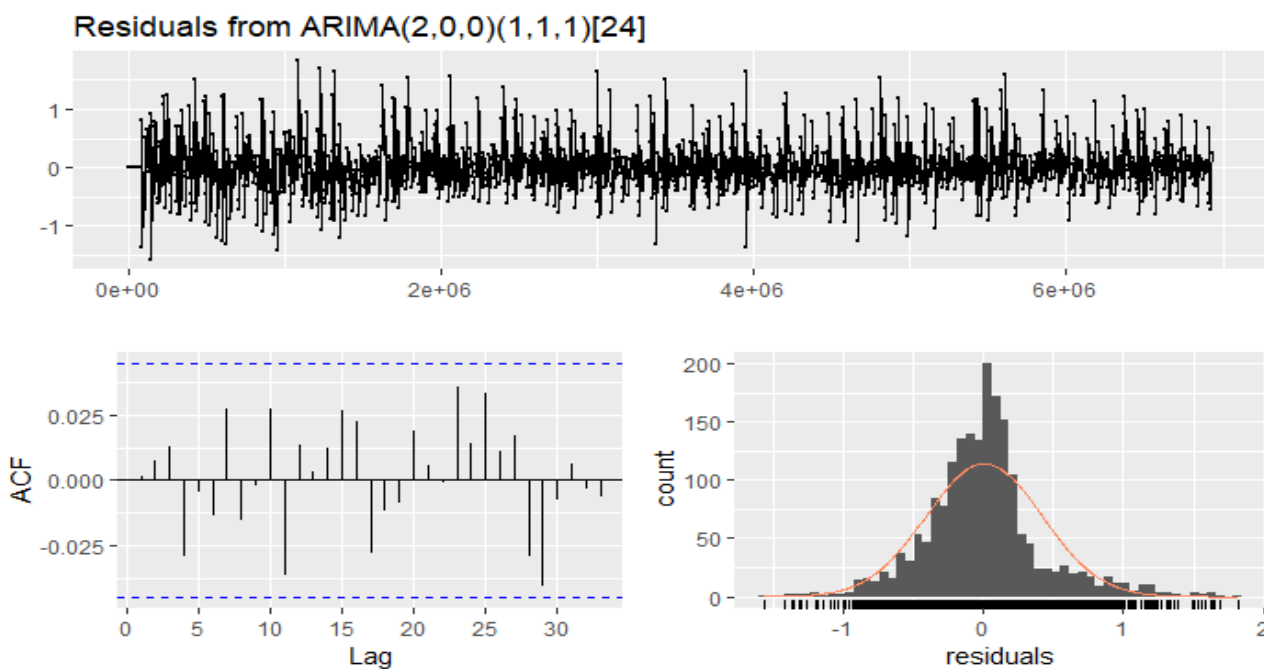 Residuals from ARIMA(2,0,0)(1,1,1)[24]
1
0
-1
0e+00 2e+06 4e+06 6e+06
ACF
0.025
0.000
-0.025
0 5 10 15 20 25 30
Lag
count
200
150
100
50
0
-1 0 1 2
residuals